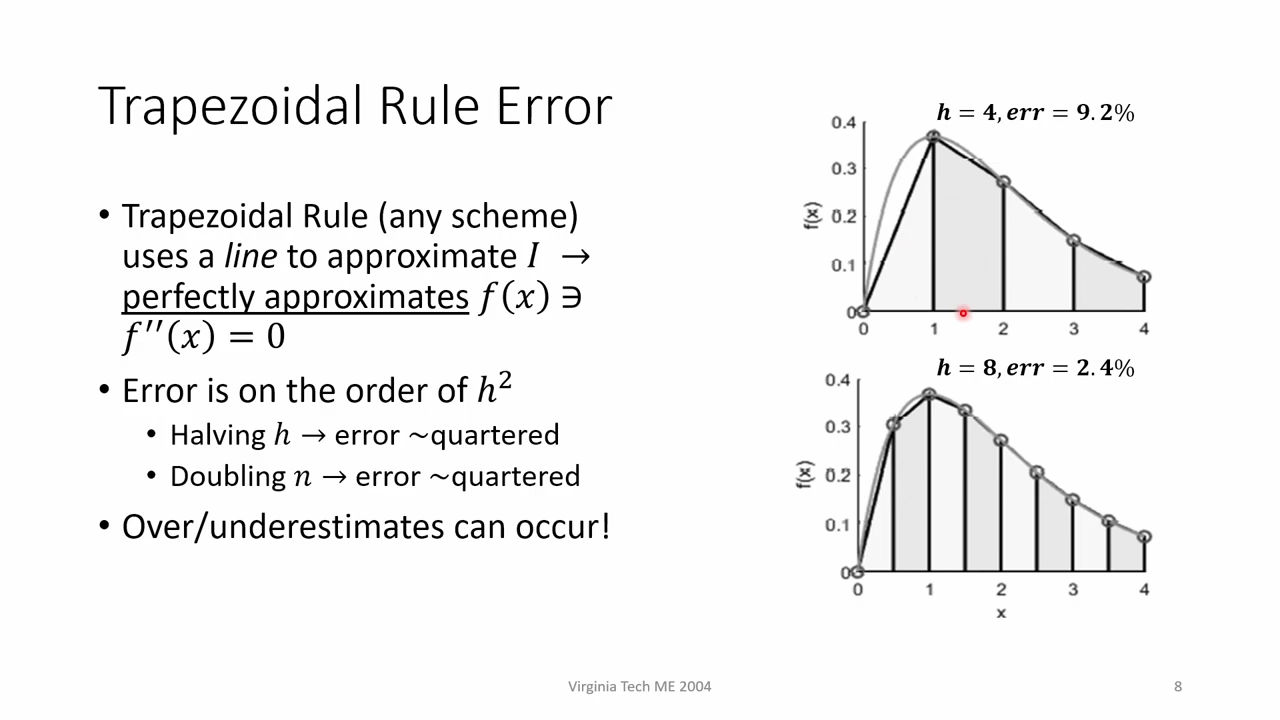 Trapezoidal Rule Error
• Trapezoidal Rule (any scheme)
uses a line to approximate I →
perfectly approximates f(x) ∋
f′′(x) = 0
• Error is on the order of h²
• Halving h → error ~quartered
• Doubling n → error ~quartered
• Over/underestimates can occur!
h = 4, err = 9.2%
0.4
0.3
0.2
0.1
0
f(x)
0 1 2 3 4
h = 8, err = 2.4%
0.4
0.3
0.2
0.1
0
f(x)
0 1 2 3 4
x
Virginia Tech ME 2004
8